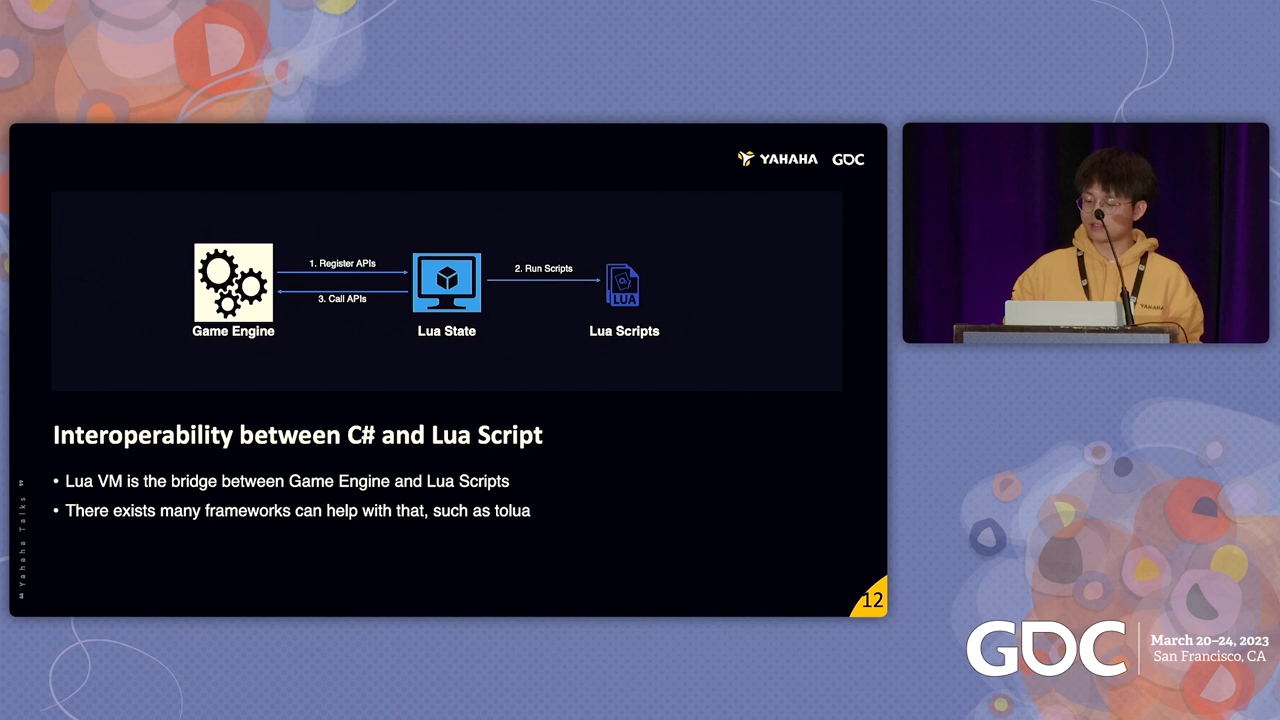 YAHAHA GDC
1. Register APIs
3. Call APIs
2. Run Scripts
LUA
Game Engine
Lua State
Lua Scripts
Interoperability between C# and Lua Script
• Lua VM is the bridge between Game Engine and Lua Scripts
• There exists many frameworks can help with that, such as tolua
Yahaha Talks
12
YAHAHA
GDC
March 20–24, 2023
San Francisco, CA